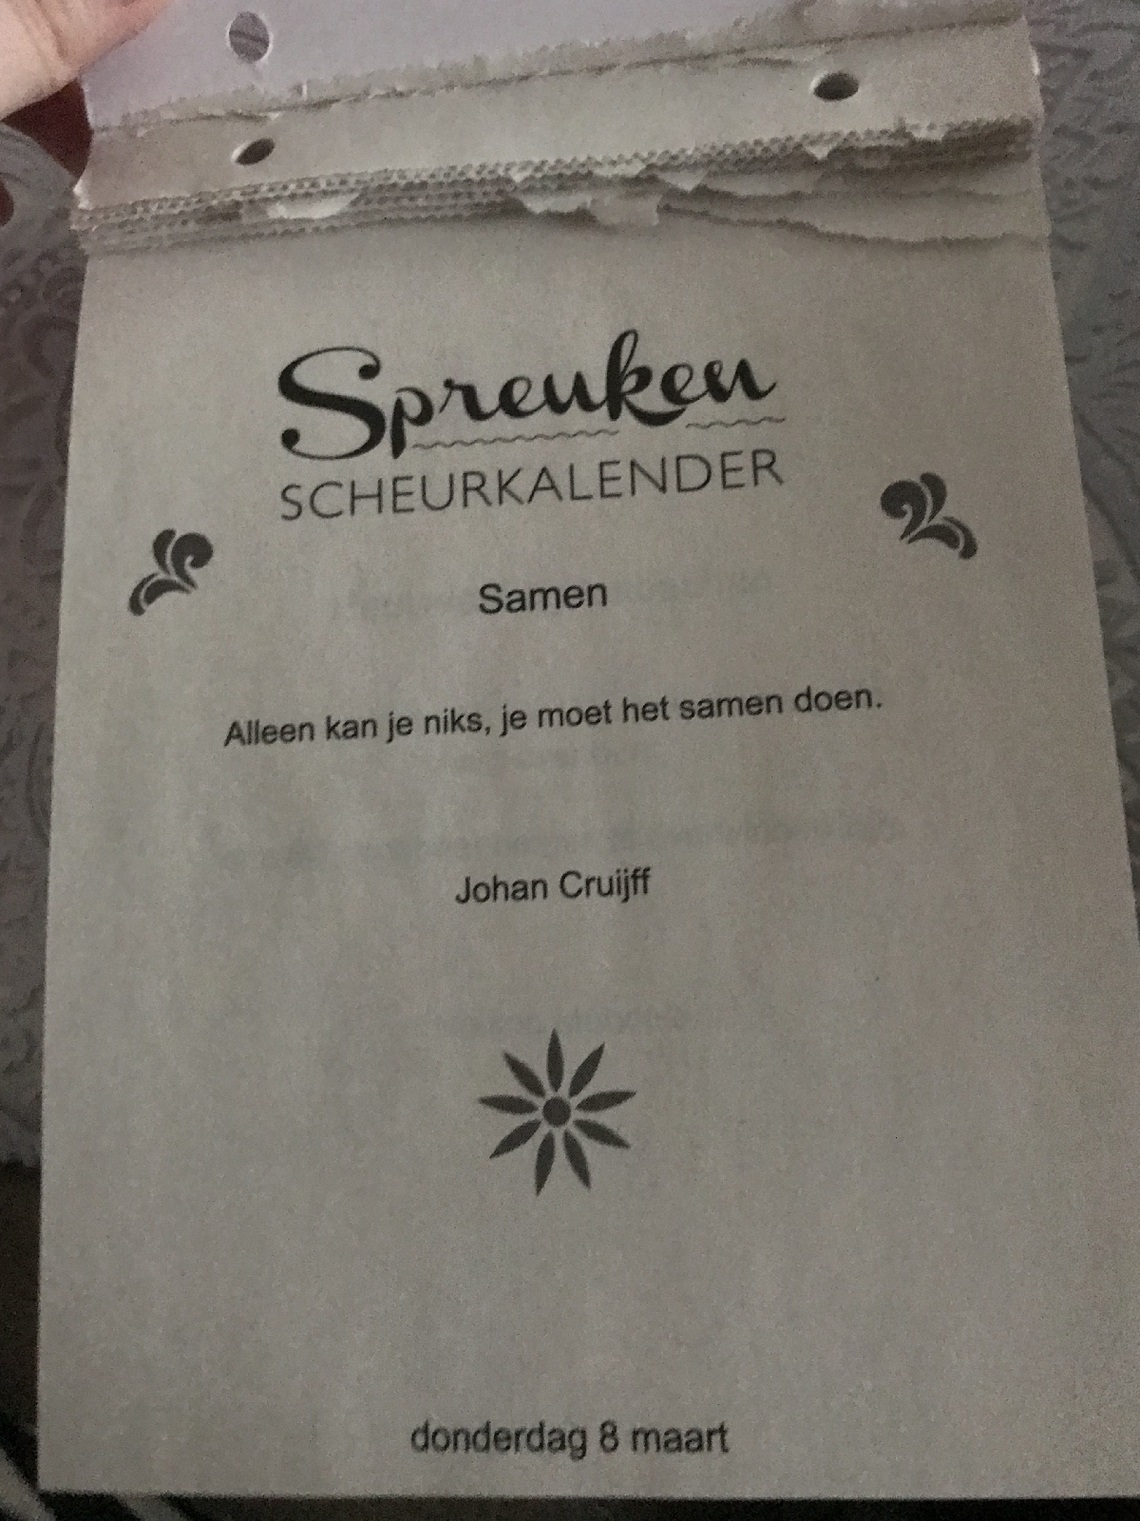 Spreuken
SCHEURKALENDER
Samen
Alleen kan je niks, je moet het samen doen.
Johan Cruijff
donderdag 8 maart